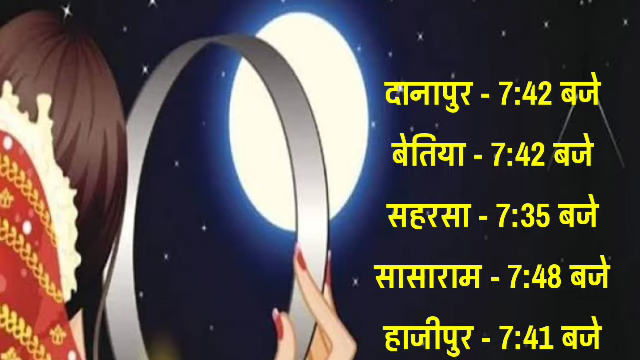 दानापुर - 7:42 बजे
बेतिया - 7:42 बजे
सहरसा - 7:35 बजे
सासाराम - 7:48 बजे
हाजीपुर - 7:41 बजे